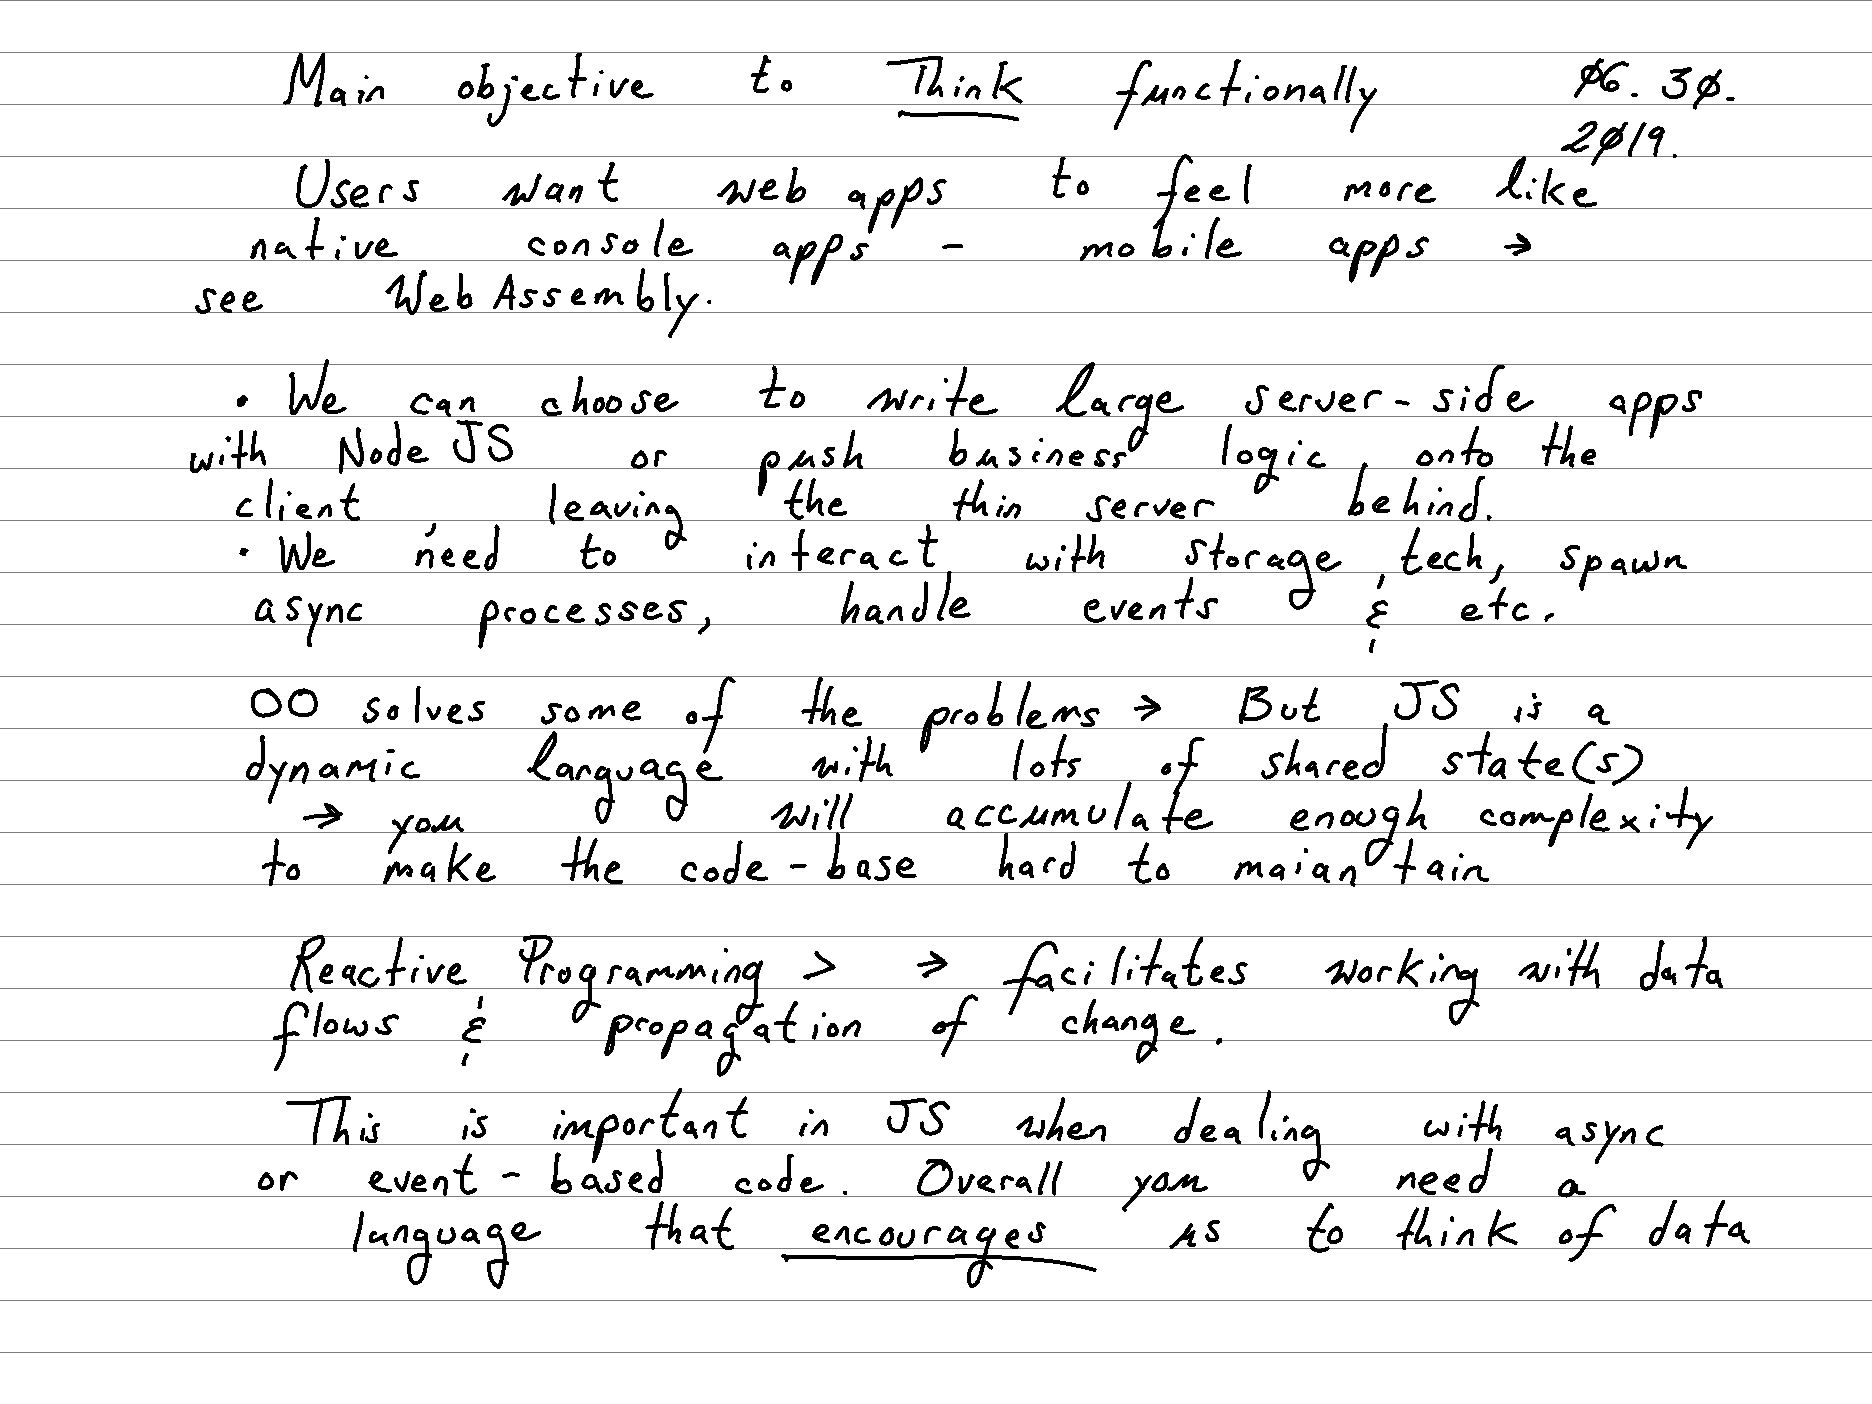 Main objective to Think functionally Ø6. 3Ø.
2Ø19.
Users want web apps to feel more like
native console apps - mobile apps →
see WebAssembly.
• We can choose to write large server-side apps
with NodeJS or push business logic onto the
client, leaving the thin server behind.
• We need to interact with storage tech, spawn
async processes, handle events & etc.
OO solves some of the problems → But JS is a
dynamic language with lots of shared state(s)
→ you will accumulate enough complexity
to make the code-base hard to maiantain
Reactive Programming > → facilitates working with data
flows & propagation of change.
This is important in JS when dealing with async
or event-based code. Overall you need a
language that encourages us to think of data